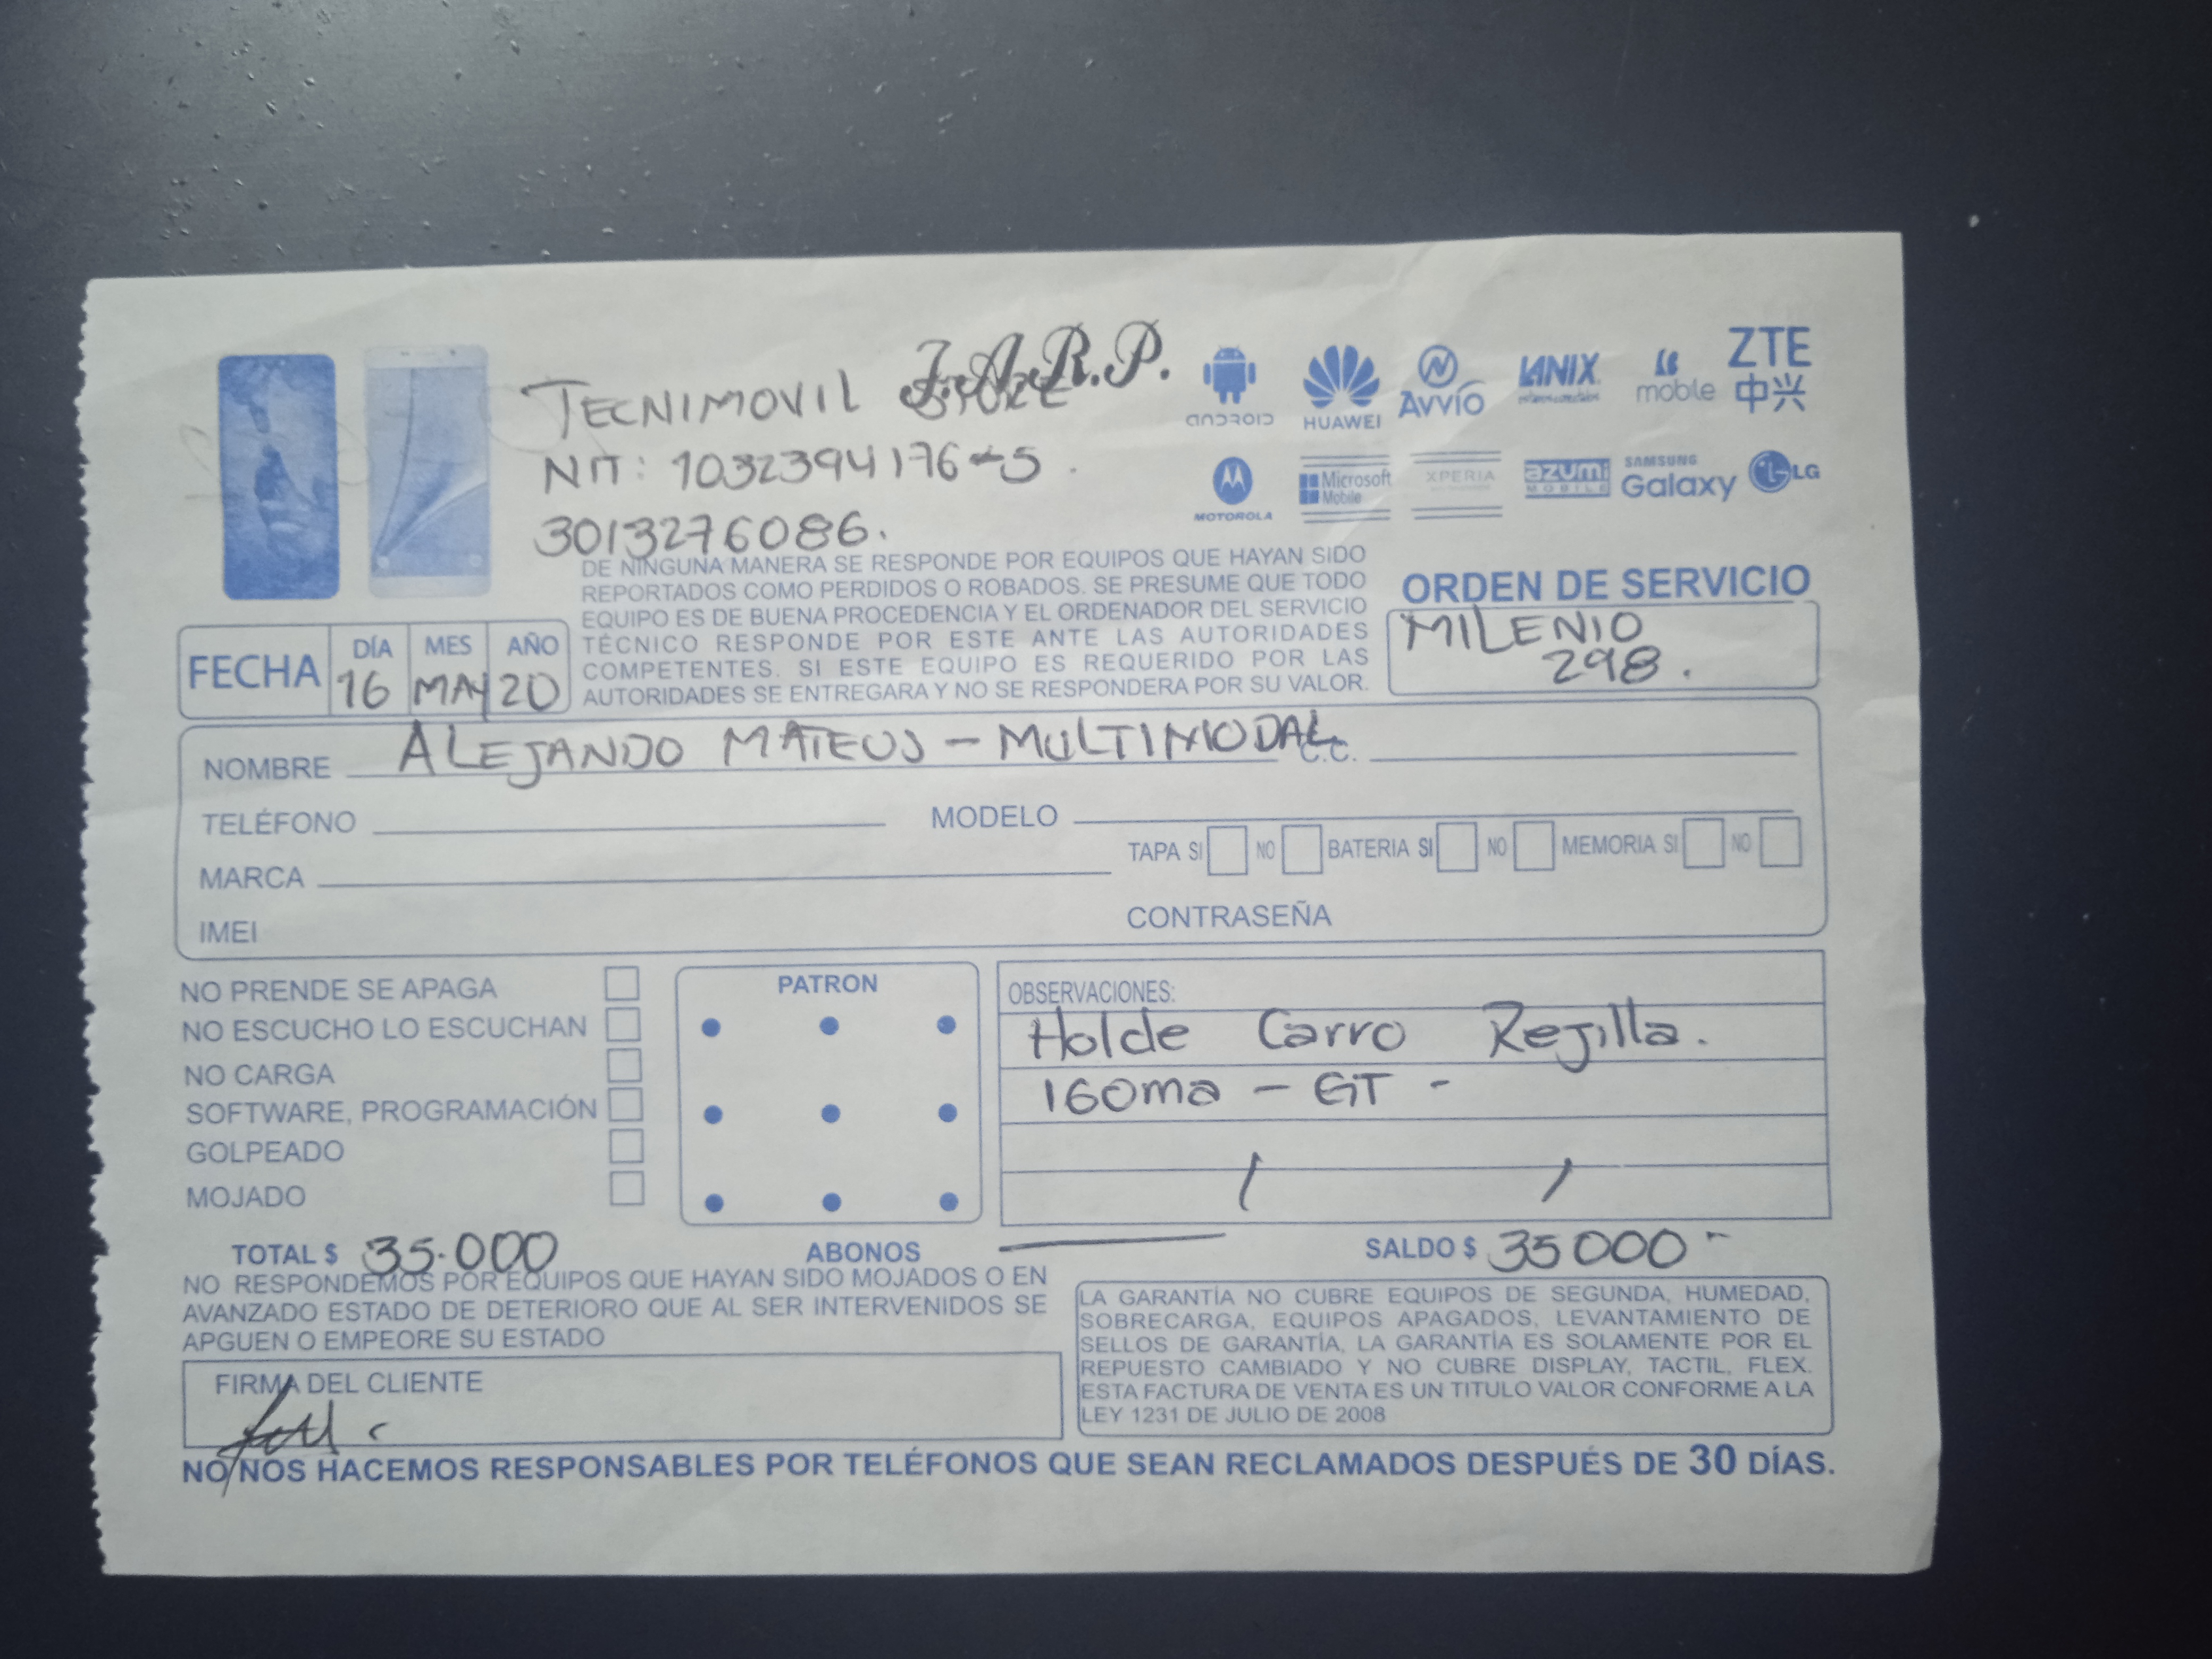 TECNIMOVIL J.A.R.P.
STORE
NIT: 1032394176-5.
3013276086.
ANDROID HUAWEI AVVIO LANIX mobile ZTE
中兴
MOTOROLA Microsoft Mobile XPERIA azumi MOBILE SAMSUNG Galaxy LG
DE NINGUNA MANERA SE RESPONDE POR EQUIPOS QUE HAYAN SIDO
REPORTADOS COMO PERDIDOS O ROBADOS. SE PRESUME QUE TODO
EQUIPO ES DE BUENA PROCEDENCIA Y EL ORDENADOR DEL SERVICIO
TÉCNICO RESPONDE POR ESTE ANTE LAS AUTORIDADES
COMPETENTES. SI ESTE EQUIPO ES REQUERIDO POR LAS
AUTORIDADES SE ENTREGARA Y NO SE RESPONDERA POR SU VALOR.
ORDEN DE SERVICIO
MILENIO
298.
FECHA DÍA MES AÑO
16 MAY 20
NOMBRE ALEJANDO MATEUS - MULTIMODAL C.C.
TELÉFONO MODELO
MARCA TAPA SI NO BATERIA SI NO MEMORIA SI NO
IMEI CONTRASEÑA
NO PRENDE SE APAGA
NO ESCUCHO LO ESCUCHAN
NO CARGA
SOFTWARE, PROGRAMACIÓN
GOLPEADO
MOJADO
PATRON
OBSERVACIONES:
Holde Carro Rejilla.
160ma - GT -
TOTAL $ 35.000 ABONOS SALDO $ 35000
NO RESPONDEMOS POR EQUIPOS QUE HAYAN SIDO MOJADOS O EN
AVANZADO ESTADO DE DETERIORO QUE AL SER INTERVENIDOS SE
APGUEN O EMPEORE SU ESTADO
LA GARANTÍA NO CUBRE EQUIPOS DE SEGUNDA, HUMEDAD,
SOBRECARGA, EQUIPOS APAGADOS, LEVANTAMIENTO DE
SELLOS DE GARANTÍA, LA GARANTÍA ES SOLAMENTE POR EL
REPUESTO CAMBIADO Y NO CUBRE DISPLAY, TACTIL, FLEX.
ESTA FACTURA DE VENTA ES UN TITULO VALOR CONFORME A LA
LEY 1231 DE JULIO DE 2008
FIRMA DEL CLIENTE
NO NOS HACEMOS RESPONSABLES POR TELÉFONOS QUE SEAN RECLAMADOS DESPUÉS DE 30 DÍAS.